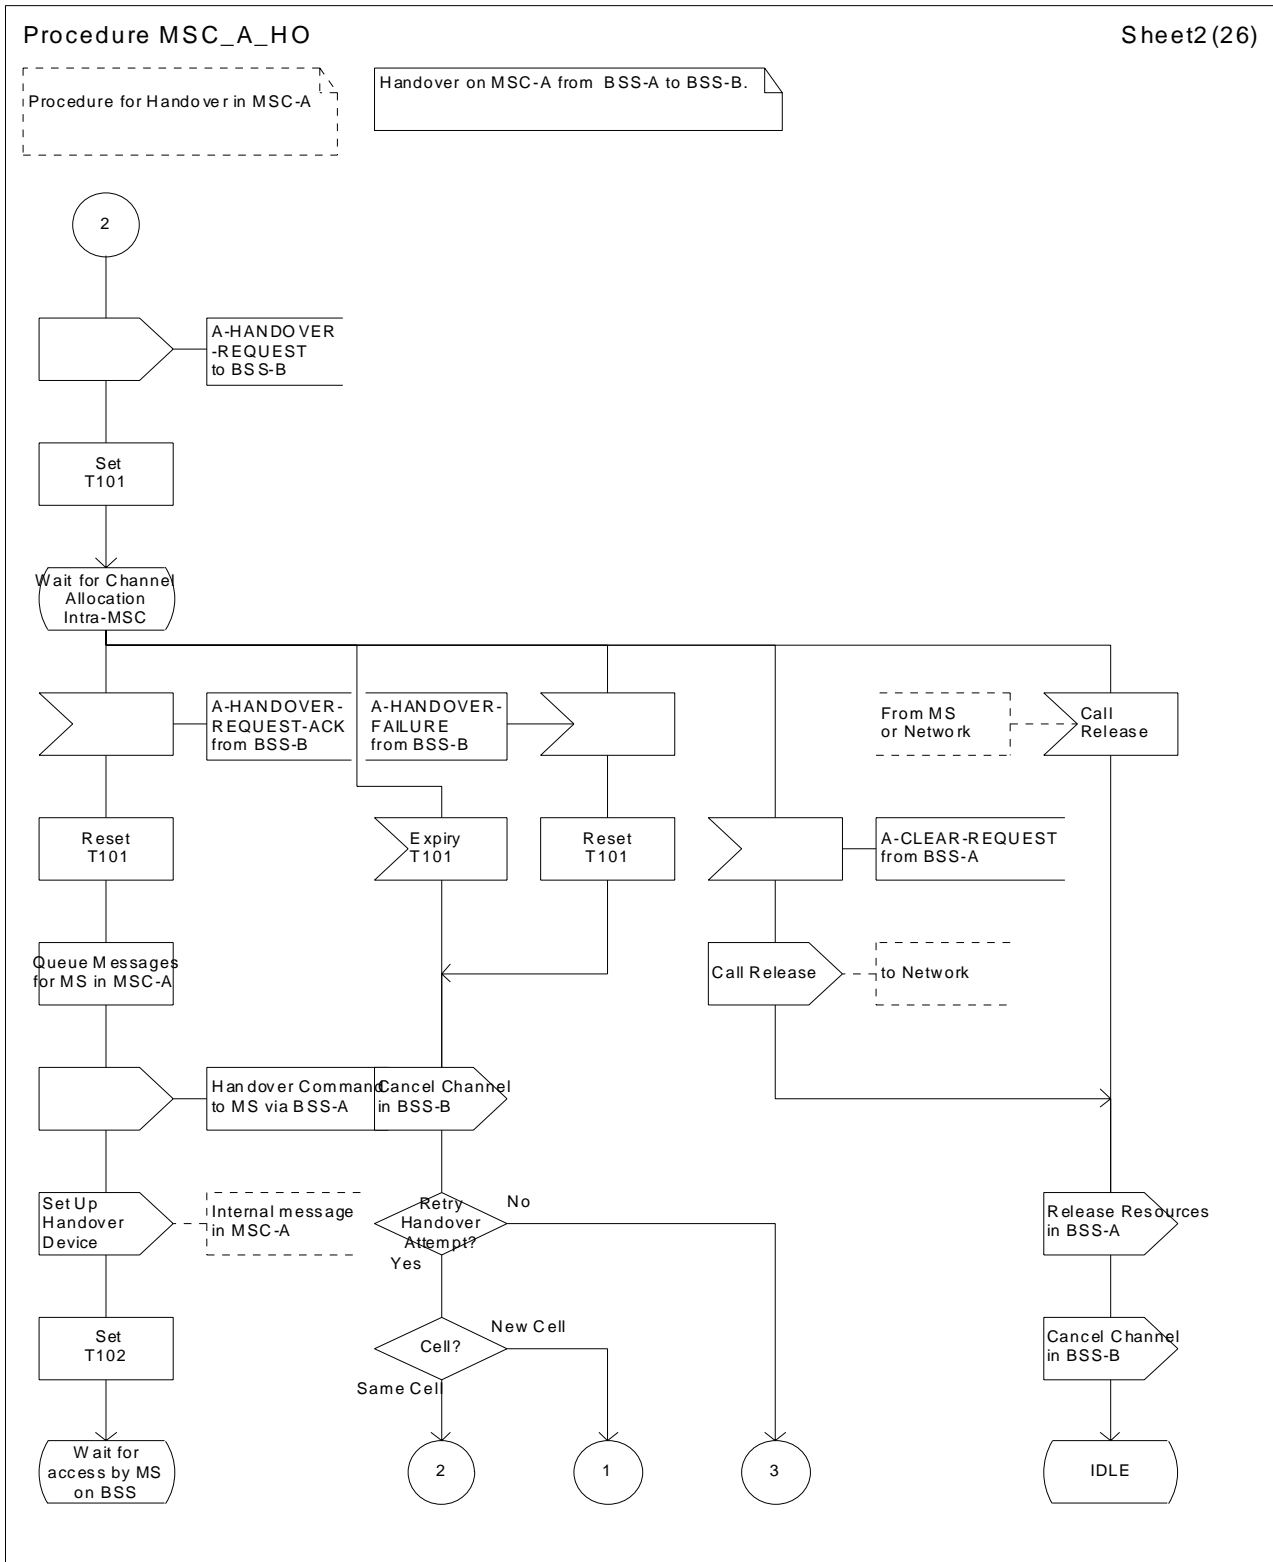 Procedure MSC_A_HO
Sheet2(26)
Procedure for Handover in MSC-A
Handover on MSC-A from BSS-A to BSS-B.
2
A-HANDOVER
-REQUEST
to BSS-B
Set
T101
Wait for Channel
Allocation
Intra-MSC
A-HANDOVER-
REQUEST-ACK
from BSS-B
A-HANDOVER-
FAILURE
from BSS-B
From MS
or Network
Call
Release
Reset
T101
Expiry
T101
Reset
T101
A-CLEAR-REQUEST
from BSS-A
Queue Messages
for MS in MSC-A
Call Release
to Network
Handover Command
to MS via BSS-A
Cancel Channel
in BSS-B
Set Up
Handover
Device
Internal message
in MSC-A
Retry
Handover
Attempt?
No
Yes
Release Resources
in BSS-A
Set
T102
Cell?
New Cell
Same Cell
Cancel Channel
in BSS-B
Wait for
access by MS
on BSS
2
1
3
IDLE